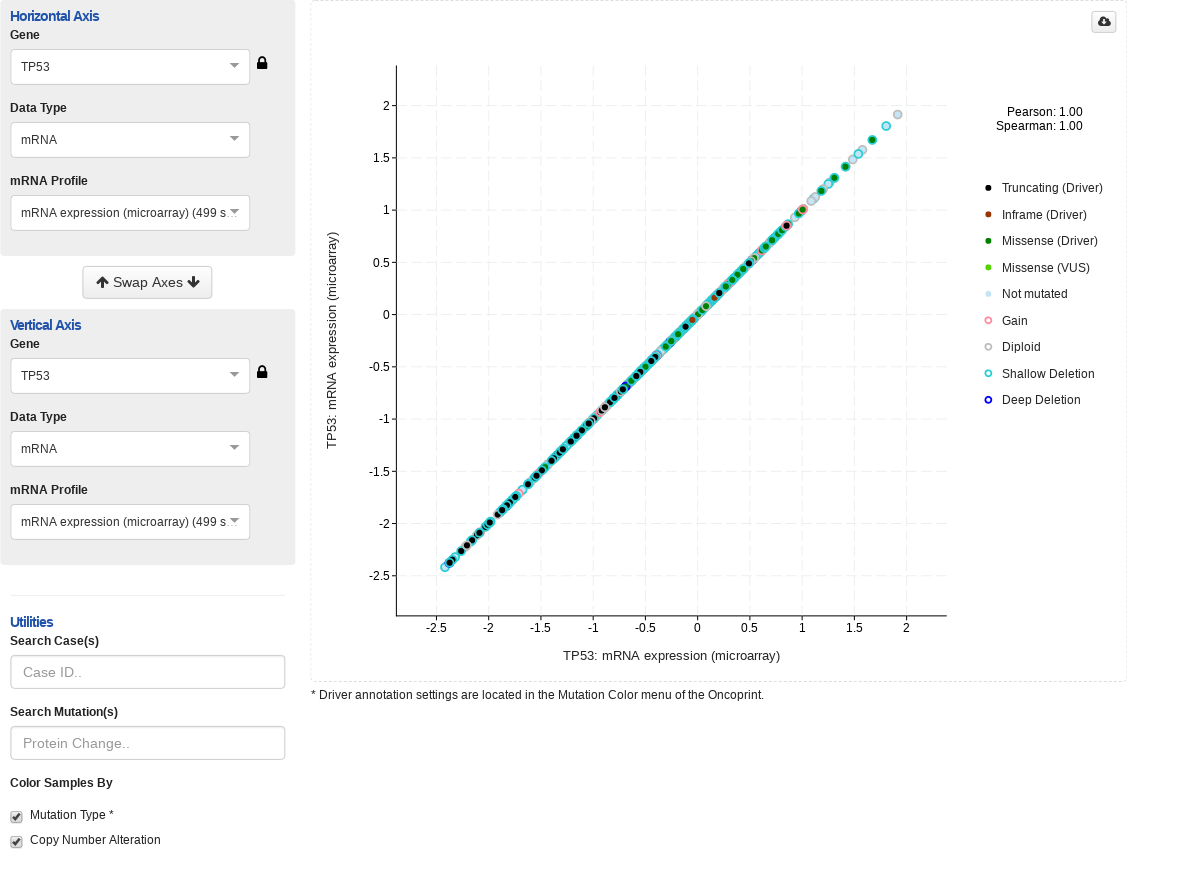 Horizontal Axis
Gene
TP53
Data Type
mRNA
mRNA Profile
mRNA expression (microarray) (499 s...
Swap Axes
Vertical Axis
Gene
TP53
Data Type
mRNA
mRNA Profile
mRNA expression (microarray) (499 s...
Utilities
Search Case(s)
Case ID..
Search Mutation(s)
Protein Change..
Color Samples By
Mutation Type *
Copy Number Alteration
TP53: mRNA expression (microarray)
2
1.5
1
0.5
0
-0.5
-1
-1.5
-2
-2.5
-2.5 -2 -1.5 -1 -0.5 0 0.5 1 1.5 2
TP53: mRNA expression (microarray)
Pearson: 1.00
Spearman: 1.00
Truncating (Driver)
Inframe (Driver)
Missense (Driver)
Missense (VUS)
Not mutated
Gain
Diploid
Shallow Deletion
Deep Deletion
* Driver annotation settings are located in the Mutation Color menu of the Oncoprint.